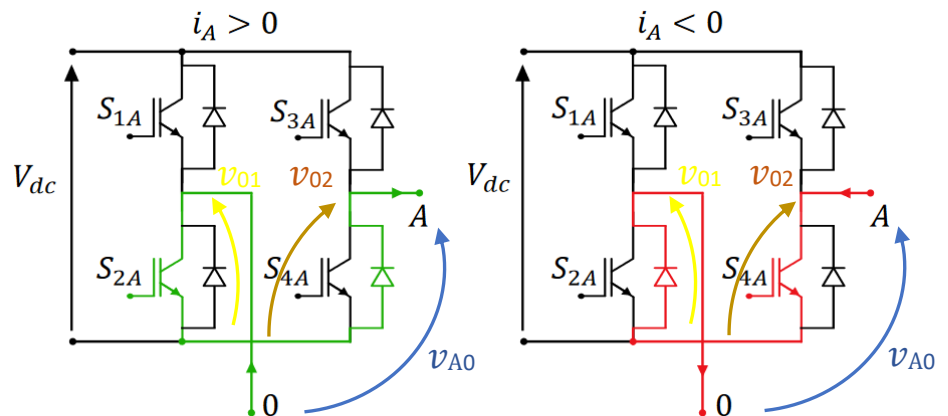 i_A > 0
S_1A
S_3A
v_01
v_02
V_dc
A
S_2A
S_4A
v_A0
0
i_A < 0
S_1A
S_3A
v_01
v_02
V_dc
A
S_2A
S_4A
v_A0
0